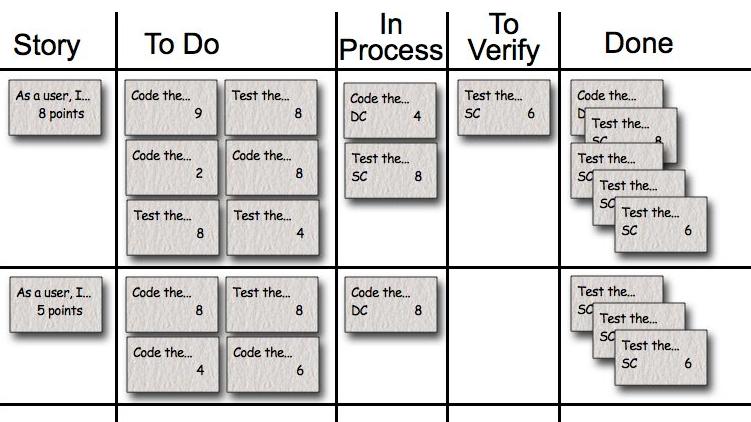 Story
To Do
In
Process
To
Verify
Done
As a user, I...
8 points
Code the...
9
Test the...
8
Code the...
2
Code the...
8
Test the...
8
Test the...
4
Code the...
DC 4
Test the...
SC 8
Test the...
SC 6
Code the...
Test the...
SC 8
Test the...
SC
Test the...
SC
Test the...
SC 6
As a user, I...
5 points
Code the...
8
Test the...
8
Code the...
4
Code the...
6
Code the...
DC 8
Test the...
SC
Test the...
SC
Test the...
SC 6